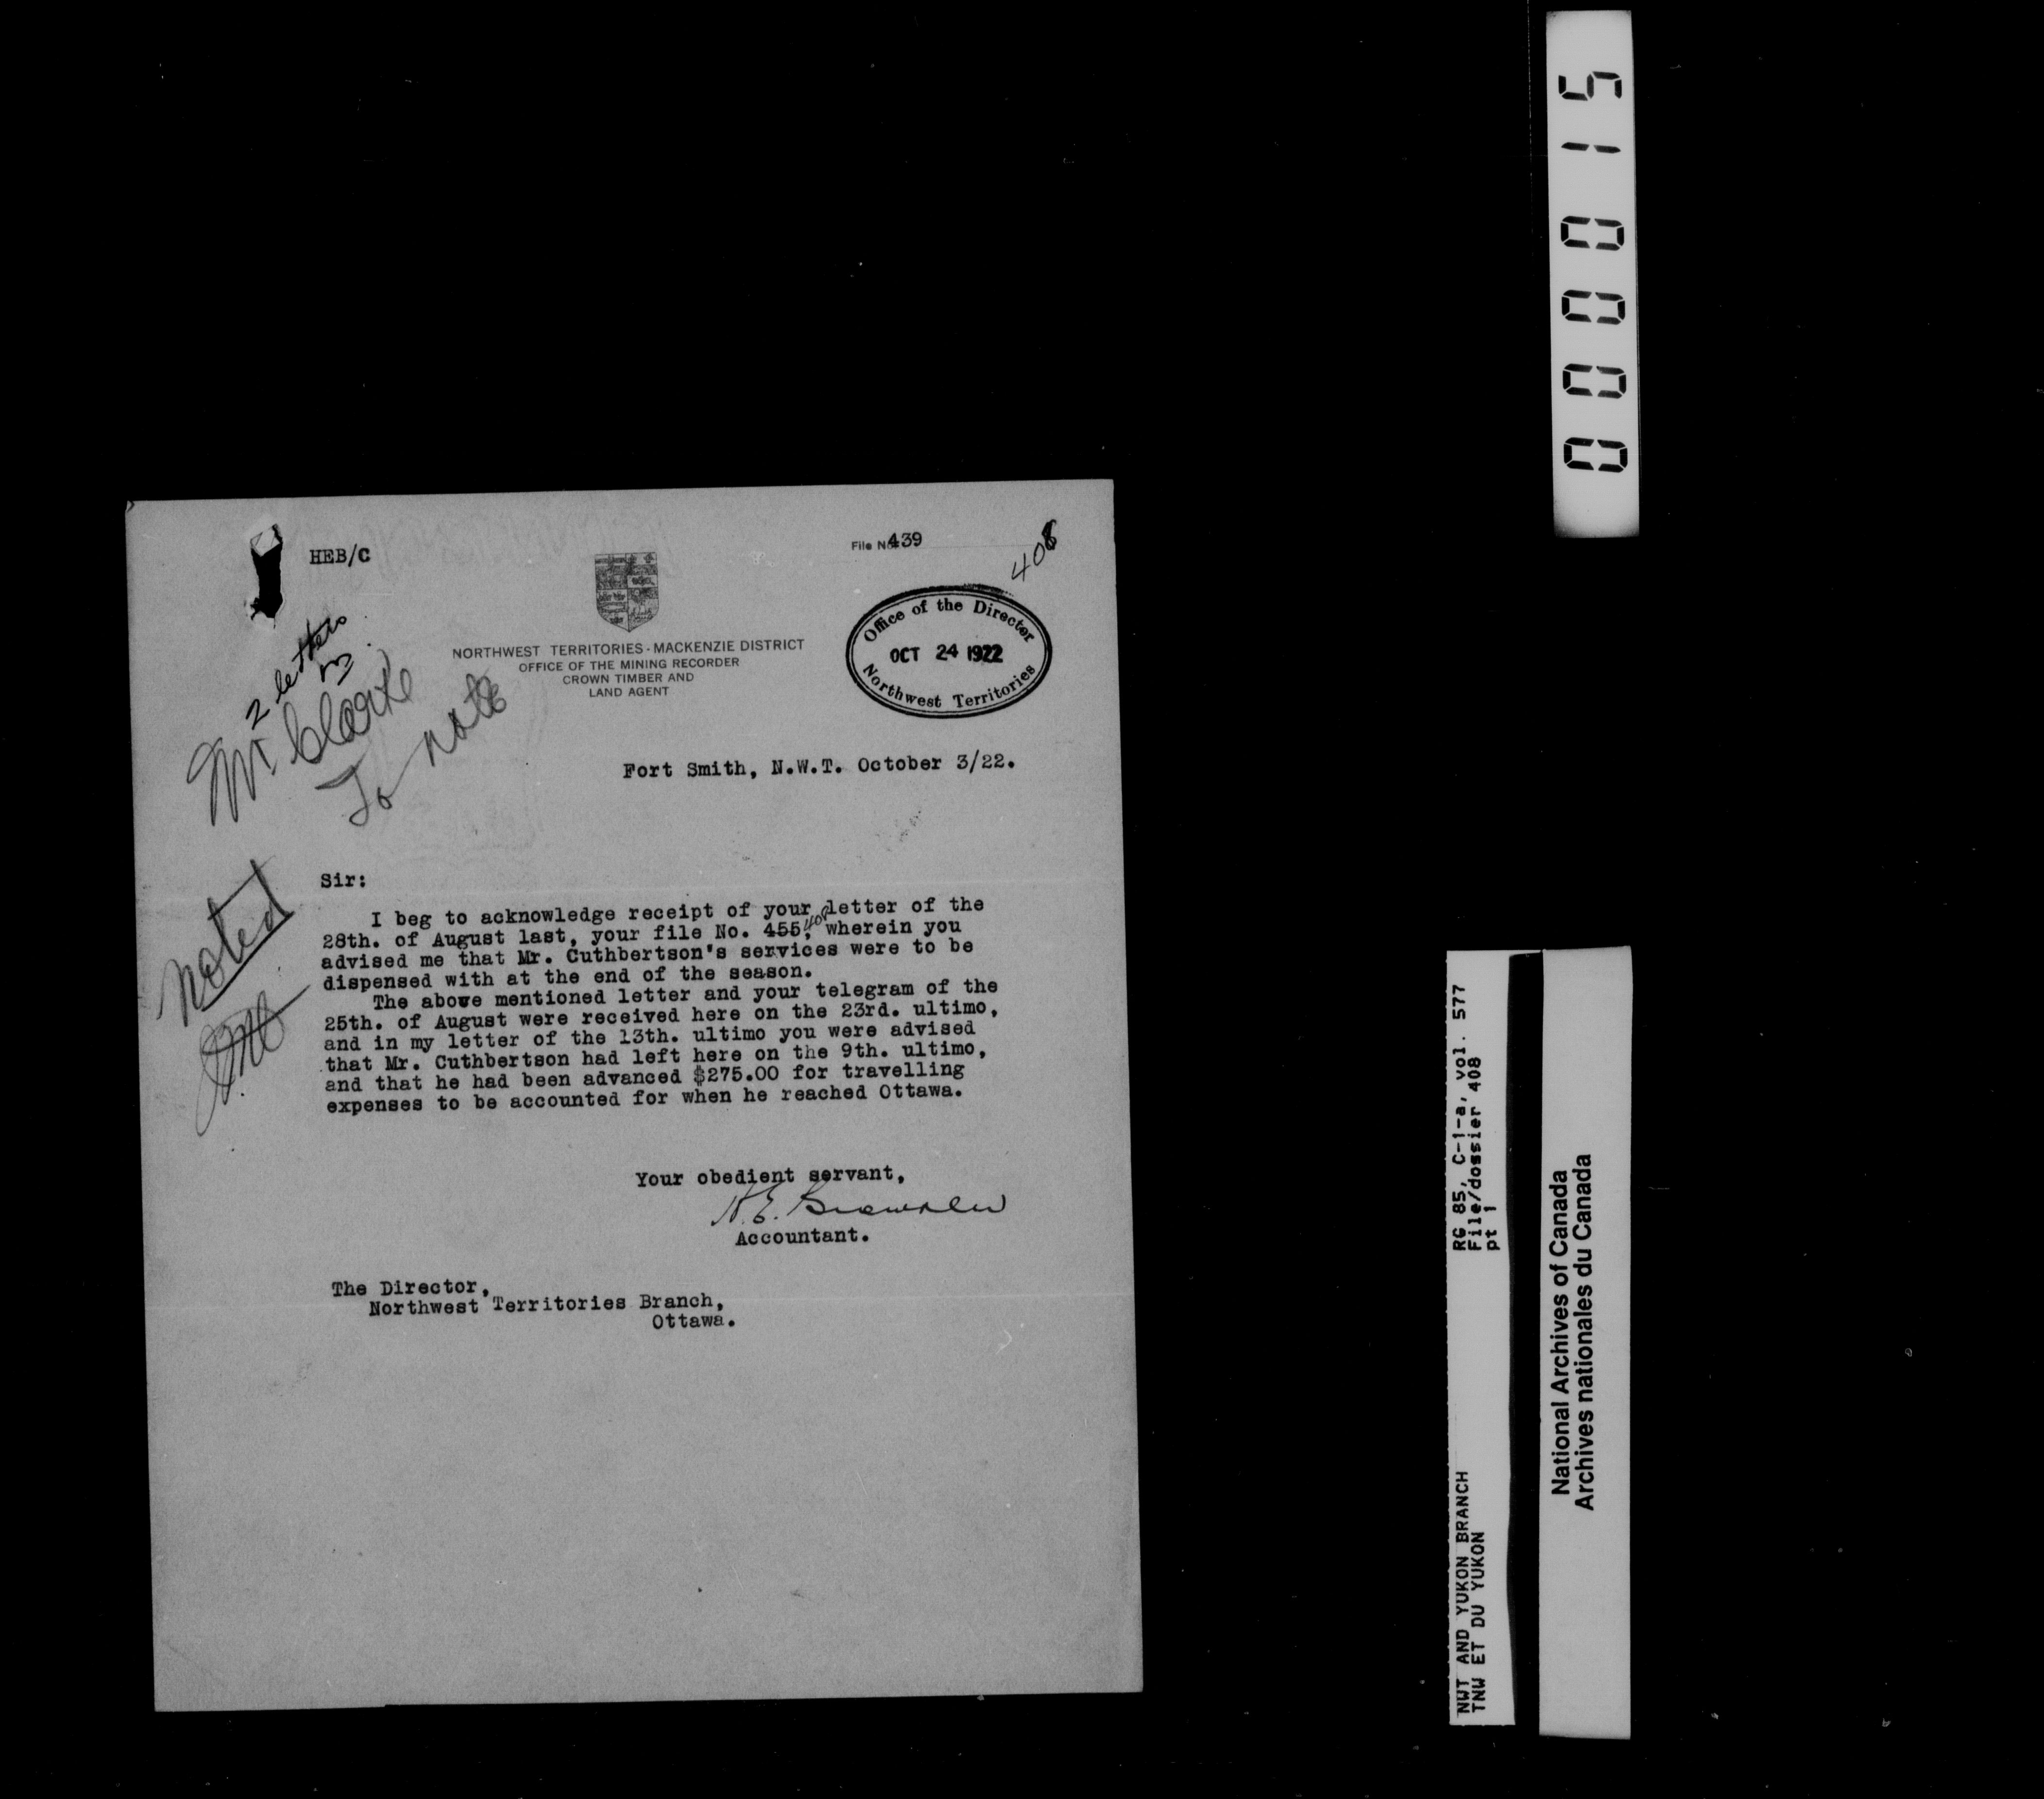 HEB/C
File No. 439
408
2 letters
Mr. Clarke
To note
NORTHWEST TERRITORIES - MACKENZIE DISTRICT
OFFICE OF THE MINING RECORDER
CROWN TIMBER AND
LAND AGENT
Office of the Director
OCT 24 1922
Northwest Territories
Fort Smith, N.W.T. October 3/22.
Noted
Sir:
I beg to acknowledge receipt of your letter of the
28th. of August last, your file No. 455, 408 wherein you
advised me that Mr. Cuthbertson's services were to be
dispensed with at the end of the season.
The above mentioned letter and your telegram of the
25th. of August were received here on the 23rd. ultimo,
and in my letter of the 13th. ultimo you were advised
that Mr. Cuthbertson had left here on the 9th. ultimo,
and that he had been advanced $275.00 for travelling
expenses to be accounted for when he reached Ottawa.
Your obedient servant,
Accountant.
The Director,
Northwest Territories Branch,
Ottawa.
000015
RG 85, C-1-a, vol. 577
File/dossier 408
pt 1
NWT AND YUKON BRANCH
TNW ET DU YUKON
National Archives of Canada
Archives nationales du Canada